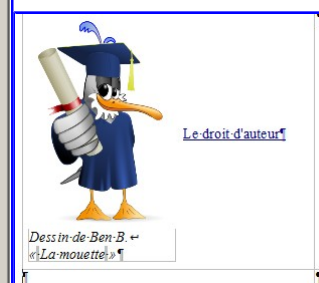 Le droit d'auteur¶
Dessin de Ben B.↵
« La mouette »¶
¶